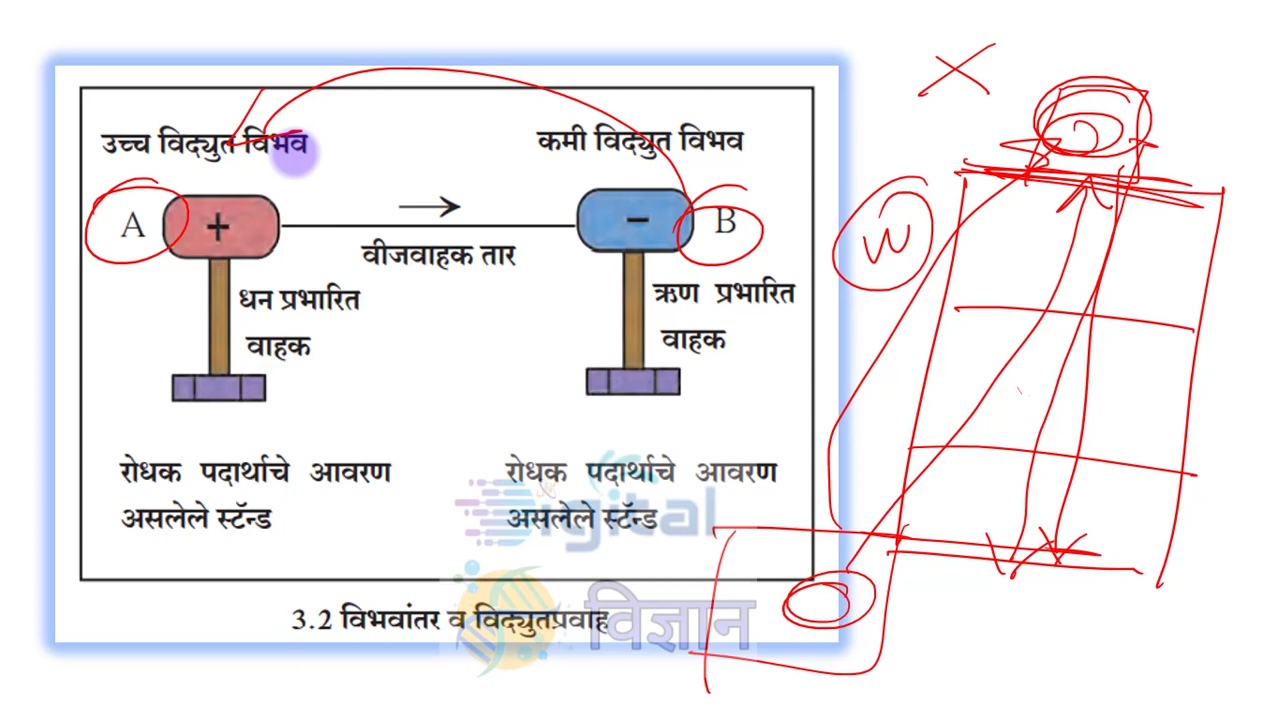 उच्च विद्युत विभव
कमी विद्युत विभव
A
+
−
B
वीजवाहक तार
धन प्रभारित
वाहक
ऋण प्रभारित
वाहक
रोधक पदार्थाचे आवरण
असलेले स्टॅन्ड
रोधक पदार्थाचे आवरण
असलेले स्टॅन्ड
Digital
विज्ञान
3.2 विभवांतर व विद्युतप्रवाह
W